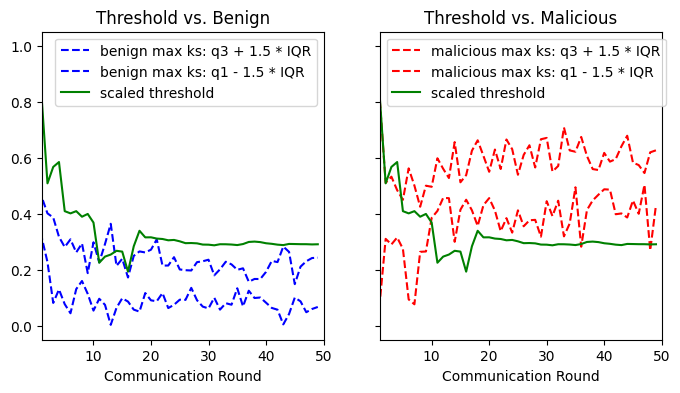 Threshold vs. Benign
Threshold vs. Malicious
1.0
0.8
0.6
0.4
0.2
0.0
benign max ks: q3 + 1.5 * IQR
benign max ks: q1 - 1.5 * IQR
scaled threshold
malicious max ks: q3 + 1.5 * IQR
malicious max ks: q1 - 1.5 * IQR
scaled threshold
10 20 30 40 50
10 20 30 40 50
Communication Round
Communication Round